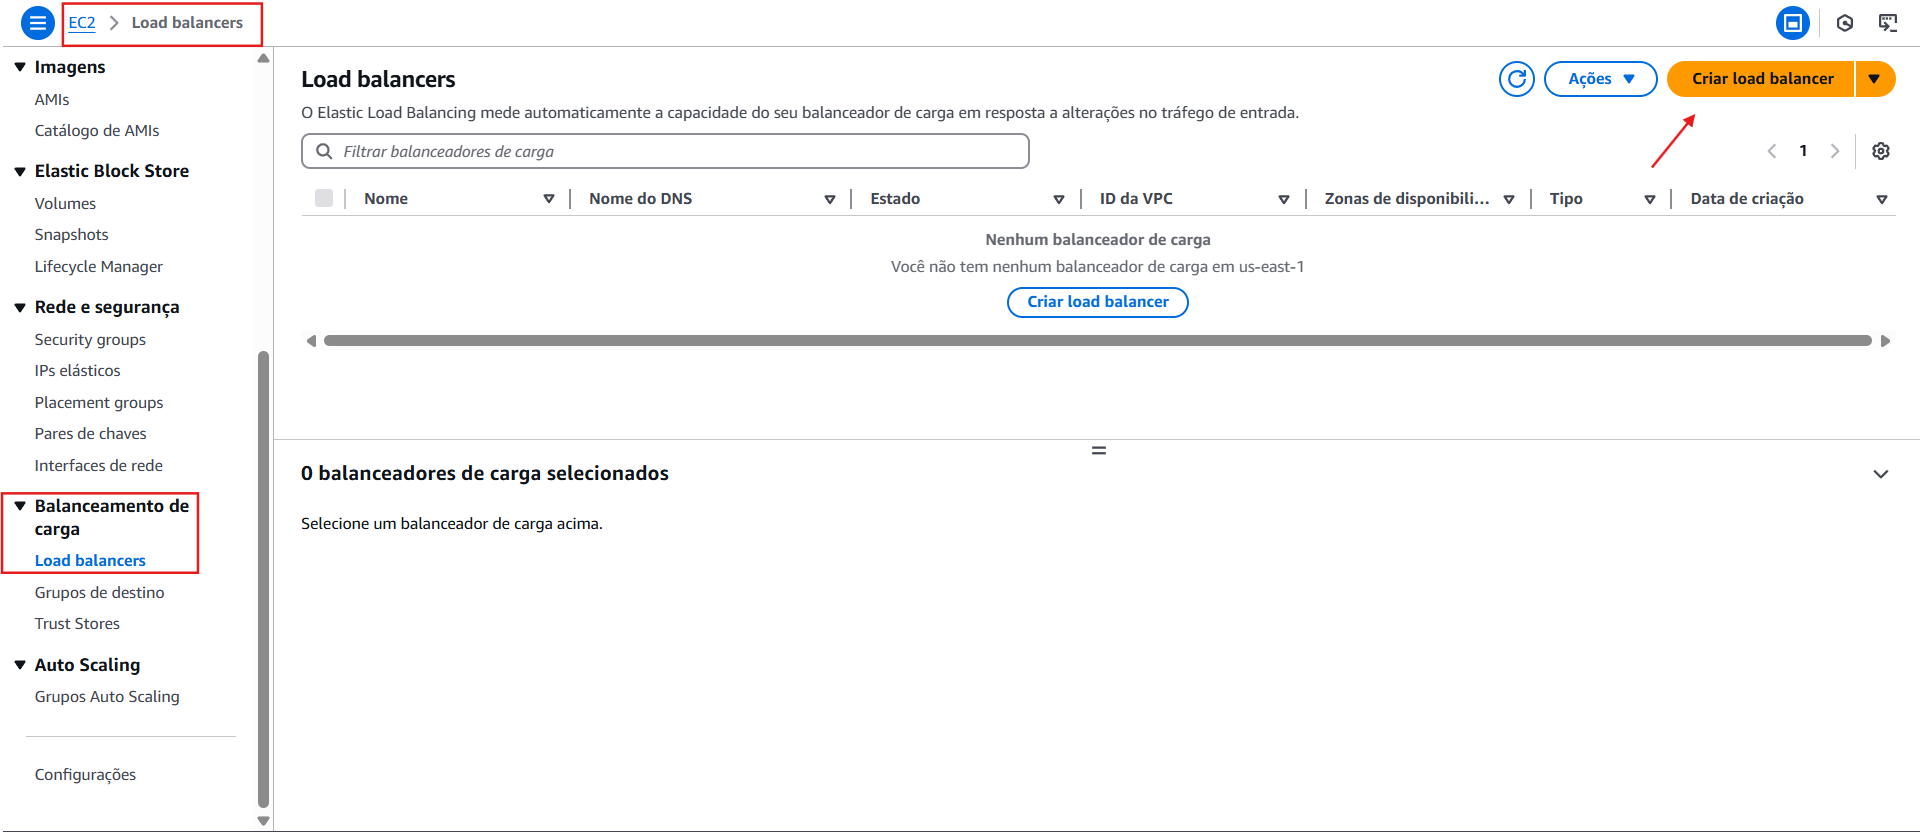 EC2 > Load balancers
Imagens
AMIs
Catálogo de AMIs
Elastic Block Store
Volumes
Snapshots
Lifecycle Manager
Rede e segurança
Security groups
IPs elásticos
Placement groups
Pares de chaves
Interfaces de rede
Balanceamento de
carga
Load balancers
Grupos de destino
Trust Stores
Auto Scaling
Grupos Auto Scaling
Configurações
Load balancers
Ações
Criar load balancer
O Elastic Load Balancing mede automaticamente a capacidade do seu balanceador de carga em resposta a alterações no tráfego de entrada.
Filtrar balanceadores de carga
1
Nome Nome do DNS Estado ID da VPC Zonas de disponibili... Tipo Data de criação
Nenhum balanceador de carga
Você não tem nenhum balanceador de carga em us-east-1
Criar load balancer
0 balanceadores de carga selecionados
Selecione um balanceador de carga acima.